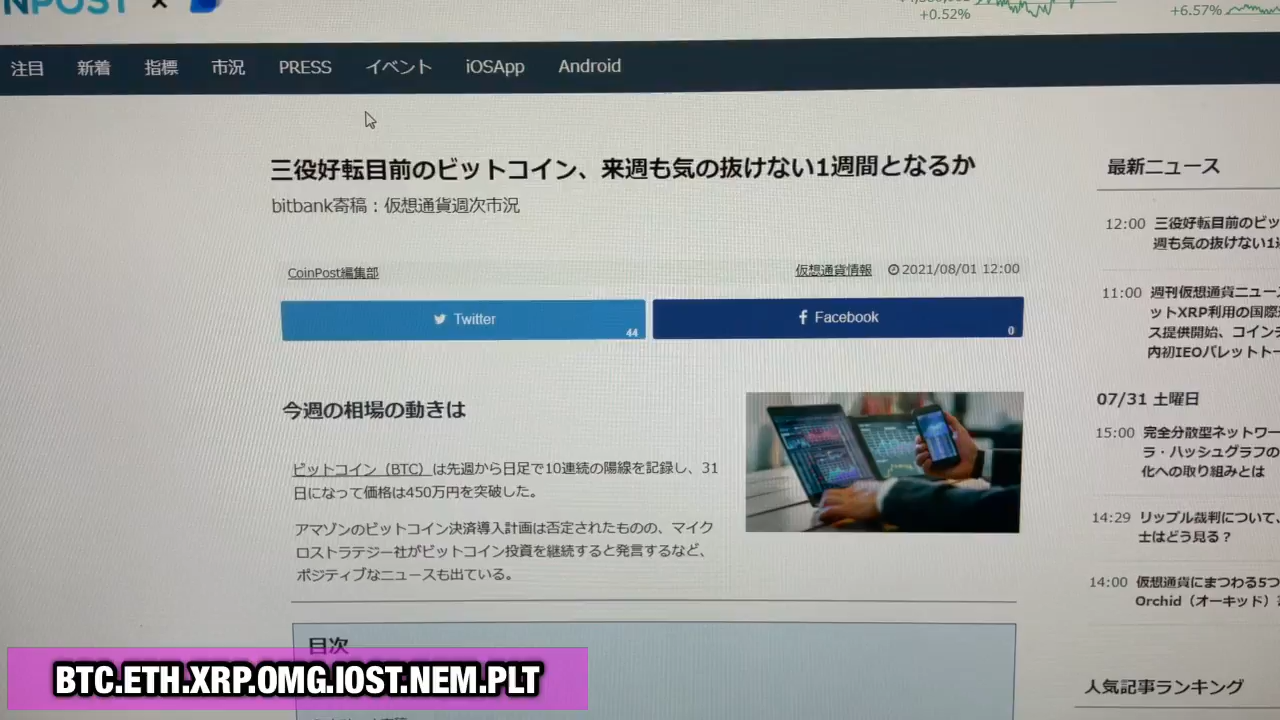 NPOST ×
+0.52%
+6.57%
注目 新着 指標 市況 PRESS イベント iOSApp Android
三役好転目前のビットコイン、来週も気の抜けない1週間となるか
bitbank寄稿：仮想通貨週次市況
CoinPost編集部
仮想通貨情報 2021/08/01 12:00
Twitter 44
Facebook 0
今週の相場の動きは
ビットコイン（BTC）は先週から日足で10連続の陽線を記録し、31
日になって価格は450万円を突破した。
アマゾンのビットコイン決済導入計画は否定されたものの、マイク
ロストラテジー社がビットコイン投資を継続すると発言するなど、
ポジティブなニュースも出ている。
目次
最新ニュース
12:00 三役好転目前のビッ
週も気の抜けない1
11:00 週刊仮想通貨ニュー
ットXRP利用の国際
ス提供開始、コイン
内初IEOパレットトー
07/31 土曜日
15:00 完全分散型ネットワー
ラ・ハッシュグラフの
化への取り組みとは
14:29 リップル裁判について、
士はどう見る？
14:00 仮想通貨にまつわる5つ
Orchid（オーキッド）
人気記事ランキング
BTC.ETH.XRP.OMG.IOST.NEM.PLT